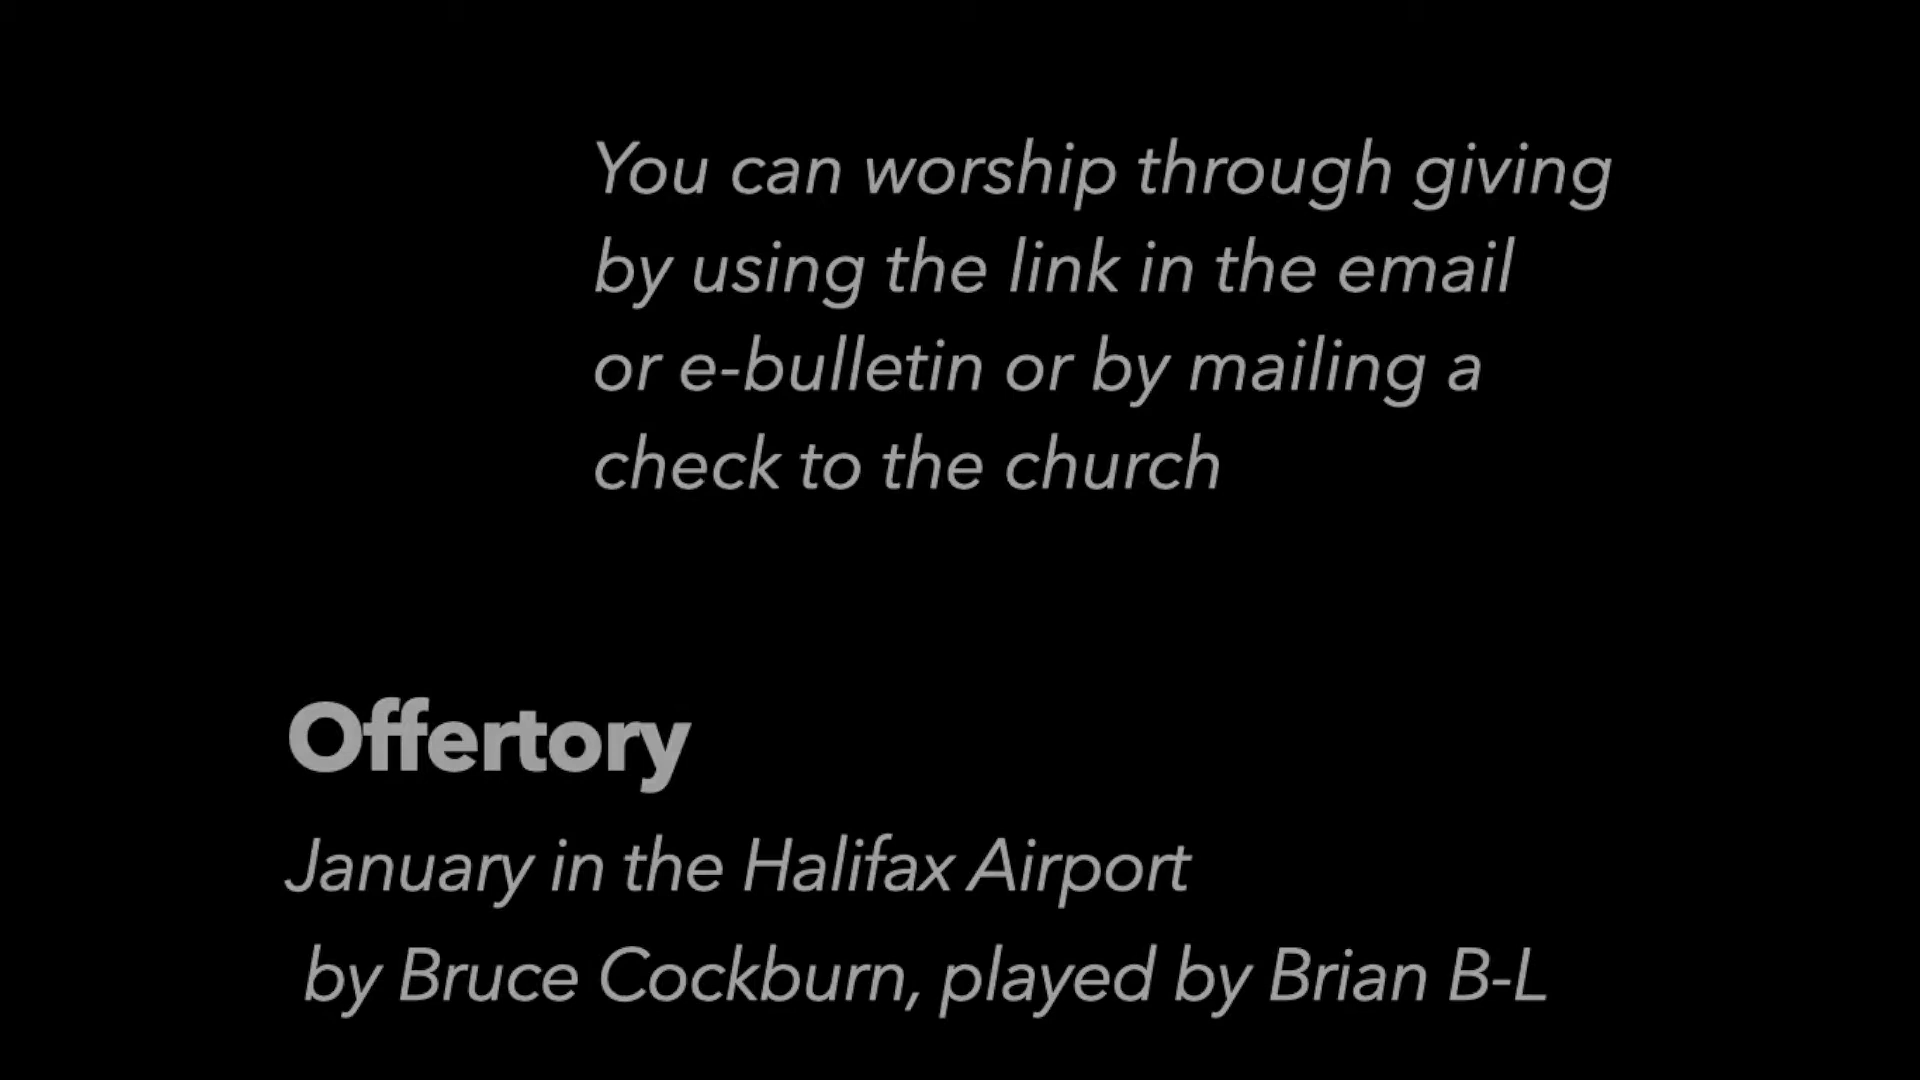 You can worship through giving
by using the link in the email
or e-bulletin or by mailing a
check to the church
Offertory
January in the Halifax Airport
by Bruce Cockburn, played by Brian B-L